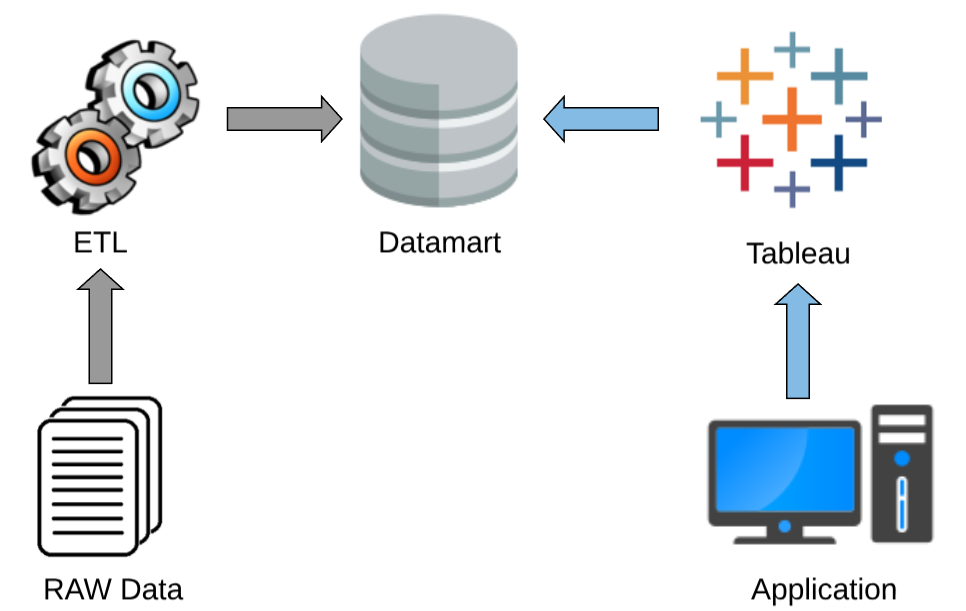 ETL
Datamart
Tableau
RAW Data
Application